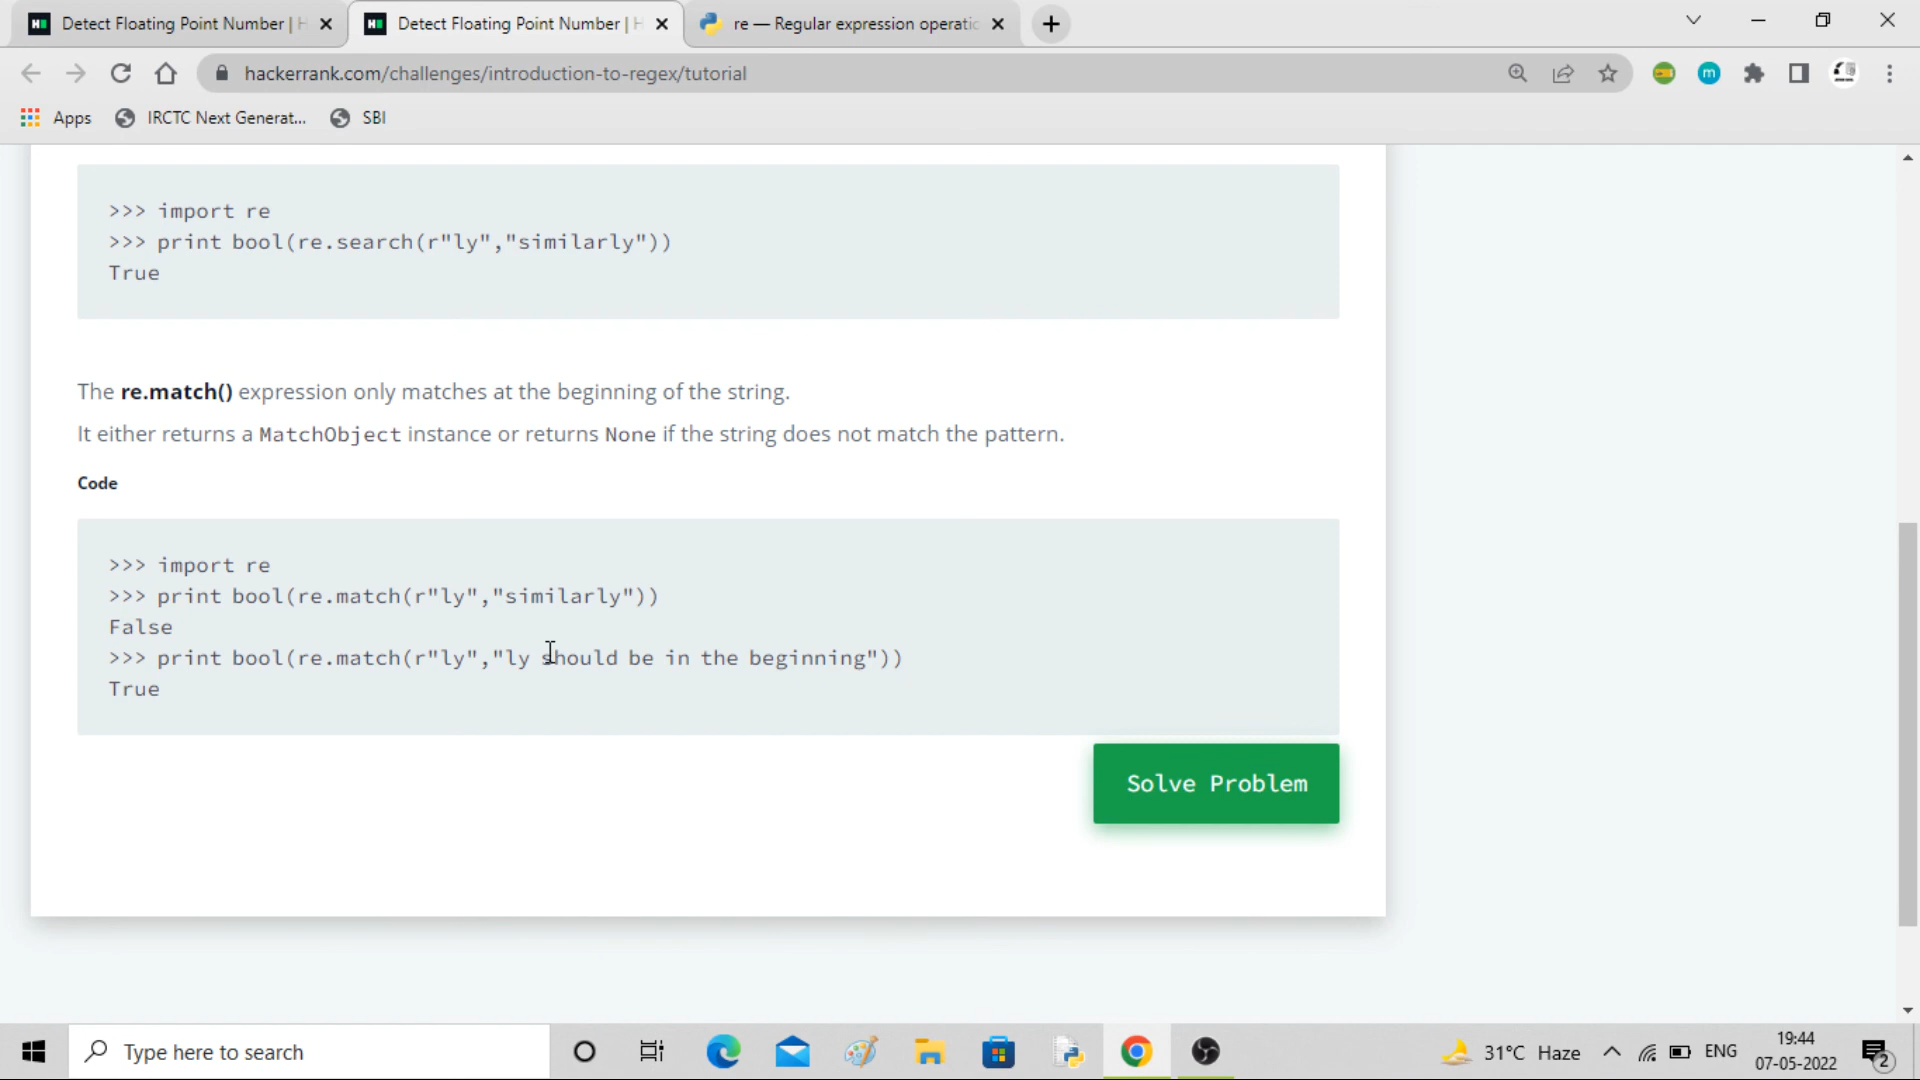 Detect Floating Point Number | H
Detect Floating Point Number | H
re — Regular expression operatio
hackerrank.com/challenges/introduction-to-regex/tutorial
m
Apps
IRCTC Next Generat...
SBI
>>> import re
>>> print bool(re.search(r"ly","similarly"))
True
The re.match() expression only matches at the beginning of the string.
It either returns a MatchObject instance or returns None if the string does not match the pattern.
Code
>>> import re
>>> print bool(re.match(r"ly","similarly"))
False
>>> print bool(re.match(r"ly","ly should be in the beginning"))
True
Solve Problem
Type here to search
31°C Haze
ENG
19:44
07-05-2022
2